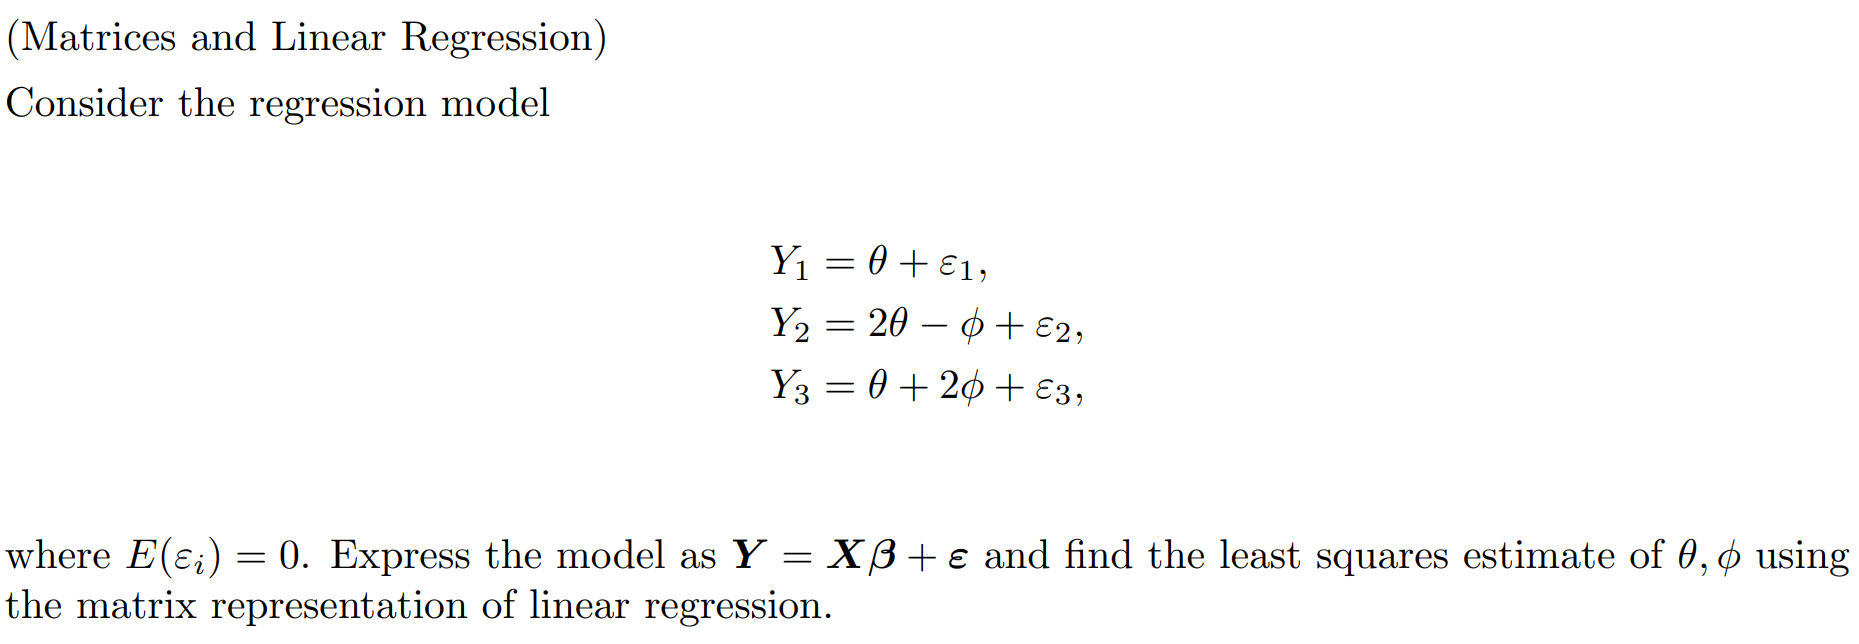 (Matrices and Linear Regression)
Consider the regression model
Y₁ = θ + ε₁,
Y₂ = 2θ − ϕ + ε₂,
Y₃ = θ + 2ϕ + ε₃,
where E(εᵢ) = 0. Express the model as Y = Xβ + ε and find the least squares estimate of θ, ϕ using
the matrix representation of linear regression.